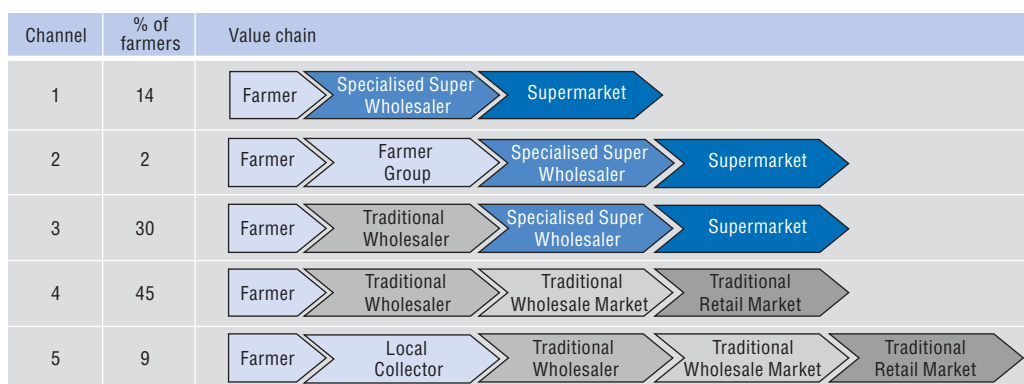 Channel
% of
farmers
Value chain
1
14
Farmer
Specialised Super
Wholesaler
Supermarket
2
2
Farmer
Farmer
Group
Specialised Super
Wholesaler
Supermarket
3
30
Farmer
Traditional
Wholesaler
Specialised Super
Wholesaler
Supermarket
4
45
Farmer
Traditional
Wholesaler
Traditional
Wholesale Market
Traditional
Retail Market
5
9
Farmer
Local
Collector
Traditional
Wholesaler
Traditional
Wholesale Market
Traditional
Retail Market